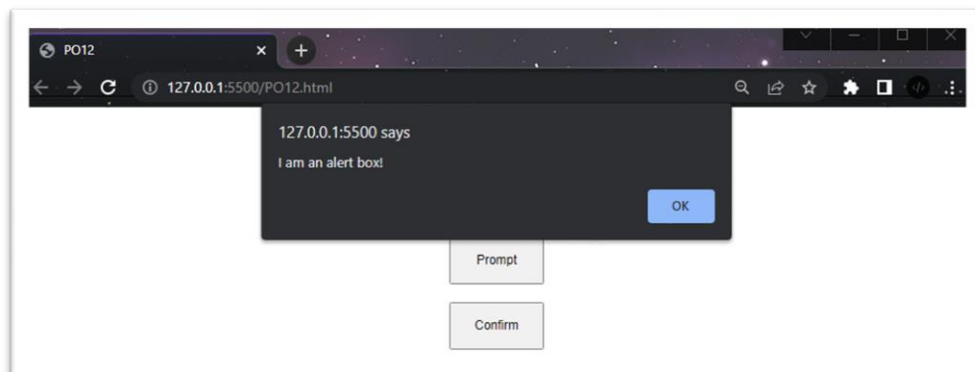 PO12
127.0.0.1:5500/PO12.html
127.0.0.1:5500 says
I am an alert box!
OK
Prompt
Confirm